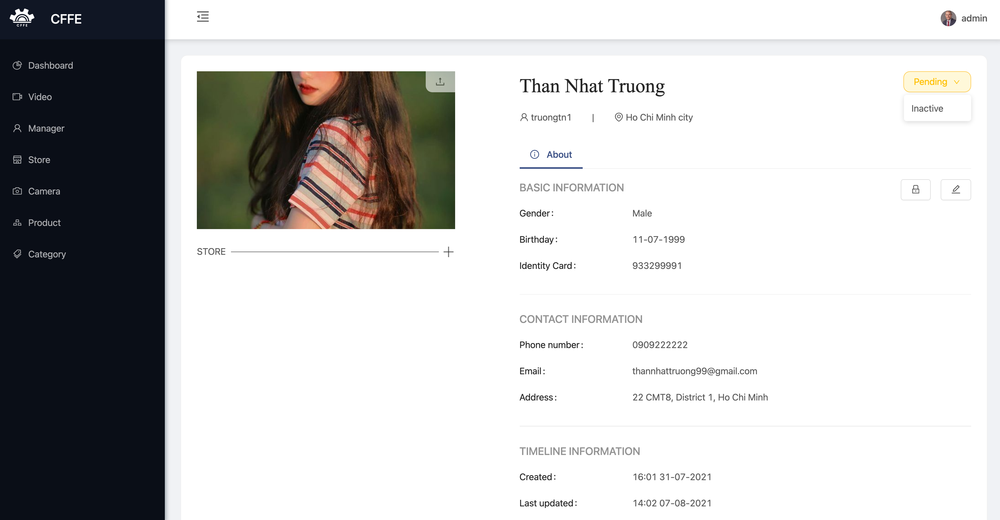 CFFE
CFFE
admin
Dashboard
Video
Manager
Store
Camera
Product
Category
STORE
Than Nhat Truong
Pending
Inactive
truongtn1 | Ho Chi Minh city
About
BASIC INFORMATION
Gender: Male
Birthday: 11-07-1999
Identity Card: 933299991
CONTACT INFORMATION
Phone number: 0909222222
Email: thannhattruong99@gmail.com
Address: 22 CMT8, District 1, Ho Chi Minh
TIMELINE INFORMATION
Created: 16:01 31-07-2021
Last updated: 14:02 07-08-2021